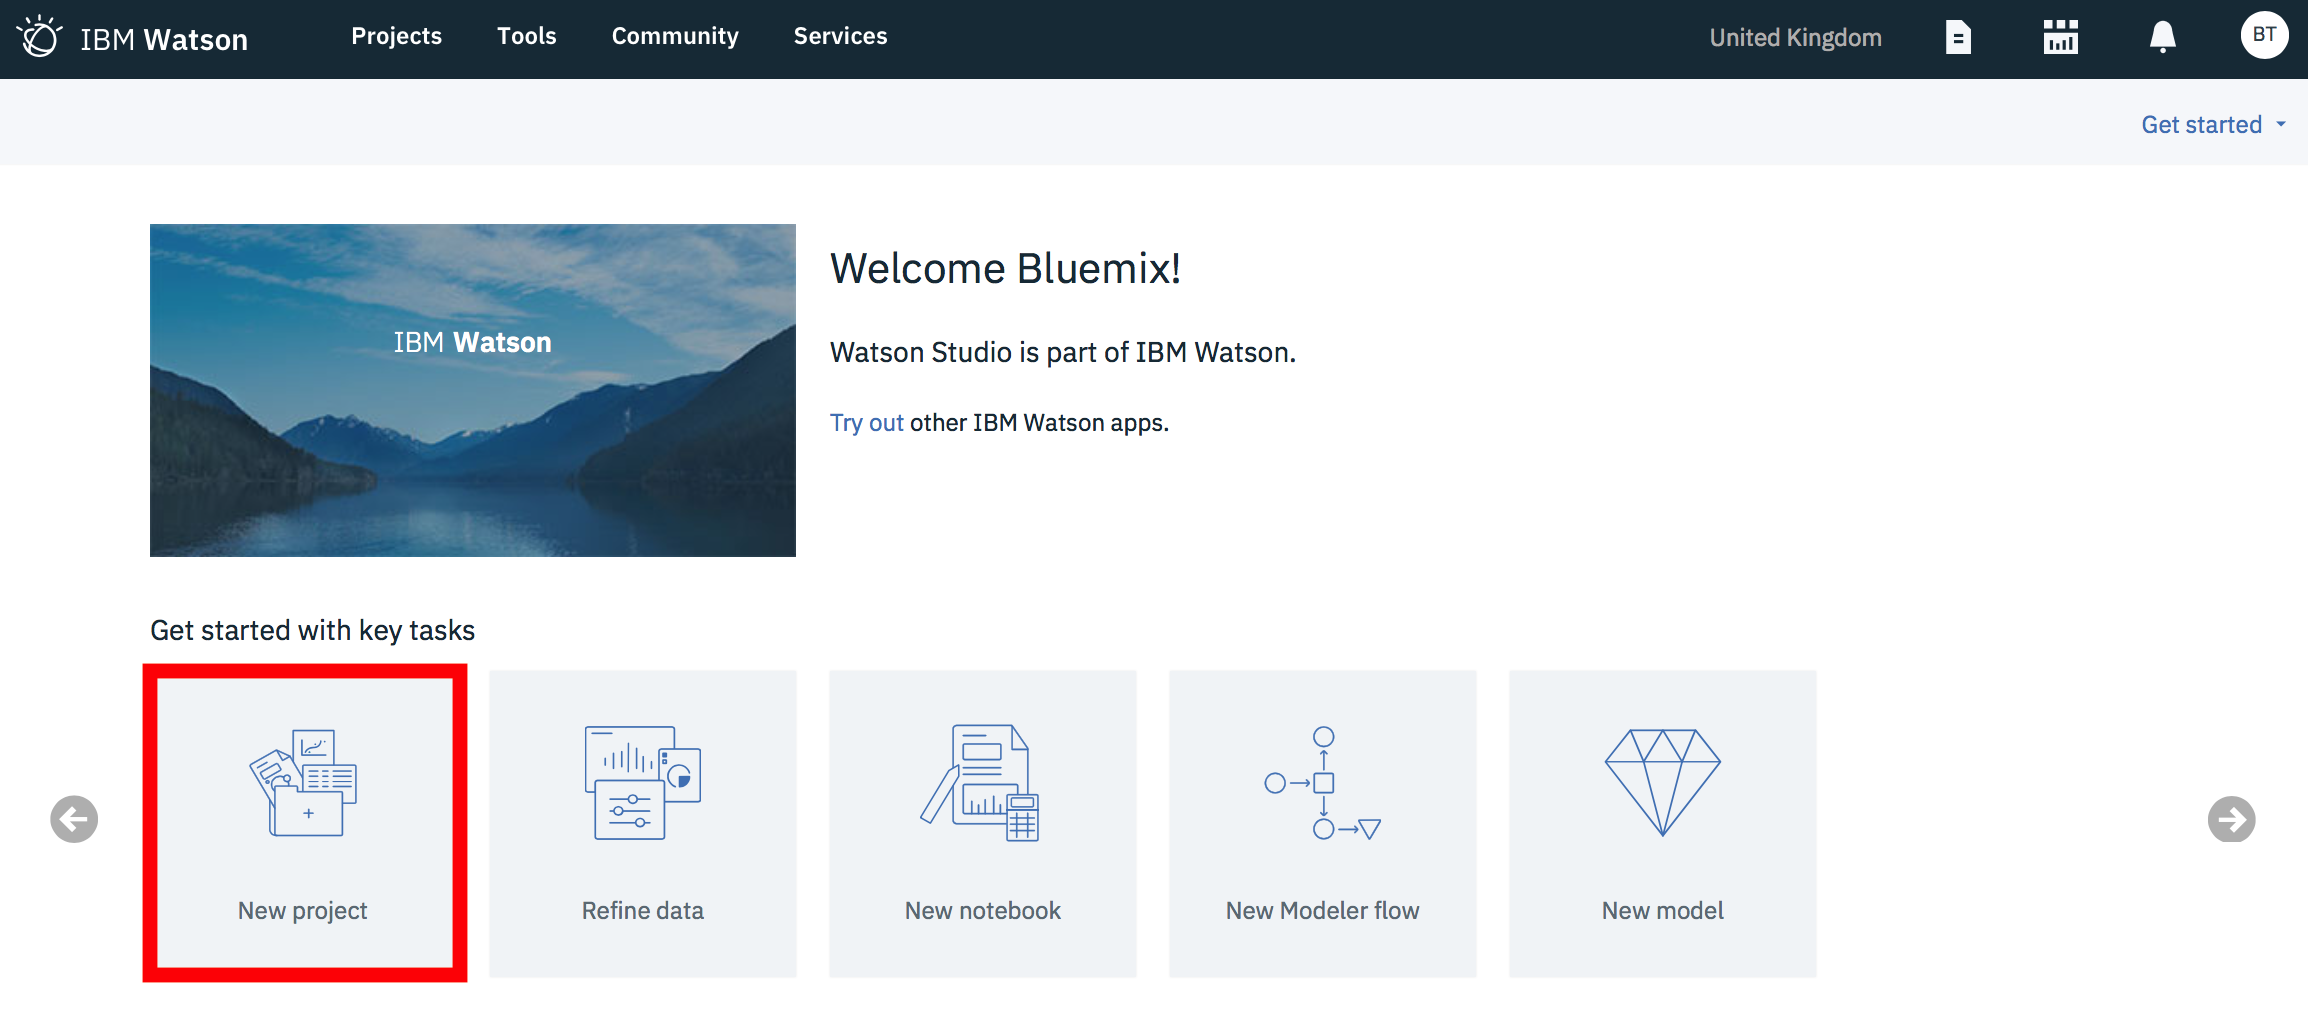 IBM Watson Projects Tools Community Services United Kingdom BT
Get started
IBM Watson
Welcome Bluemix!
Watson Studio is part of IBM Watson.
Try out other IBM Watson apps.
Get started with key tasks
New project
Refine data
New notebook
New Modeler flow
New model